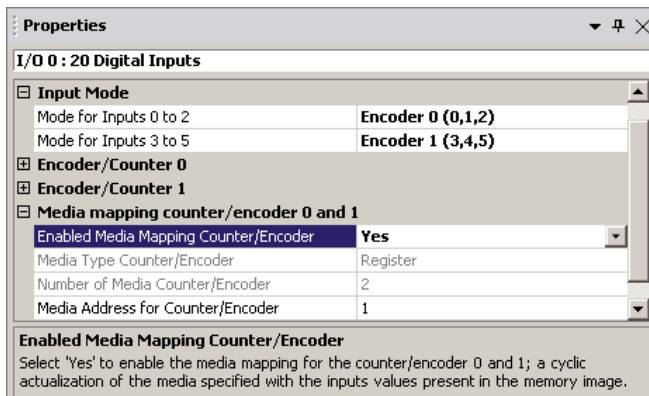 Properties
I/O 0 : 20 Digital Inputs
Input Mode
Mode for Inputs 0 to 2 Encoder 0 (0,1,2)
Mode for Inputs 3 to 5 Encoder 1 (3,4,5)
Encoder/Counter 0
Encoder/Counter 1
Media mapping counter/encoder 0 and 1
Enabled Media Mapping Counter/Encoder Yes
Media Type Counter/Encoder Register
Number of Media Counter/Encoder 2
Media Address for Counter/Encoder 1
Enabled Media Mapping Counter/Encoder
Select 'Yes' to enable the media mapping for the counter/encoder 0 and 1; a cyclic
actualization of the media specified with the inputs values present in the memory image.